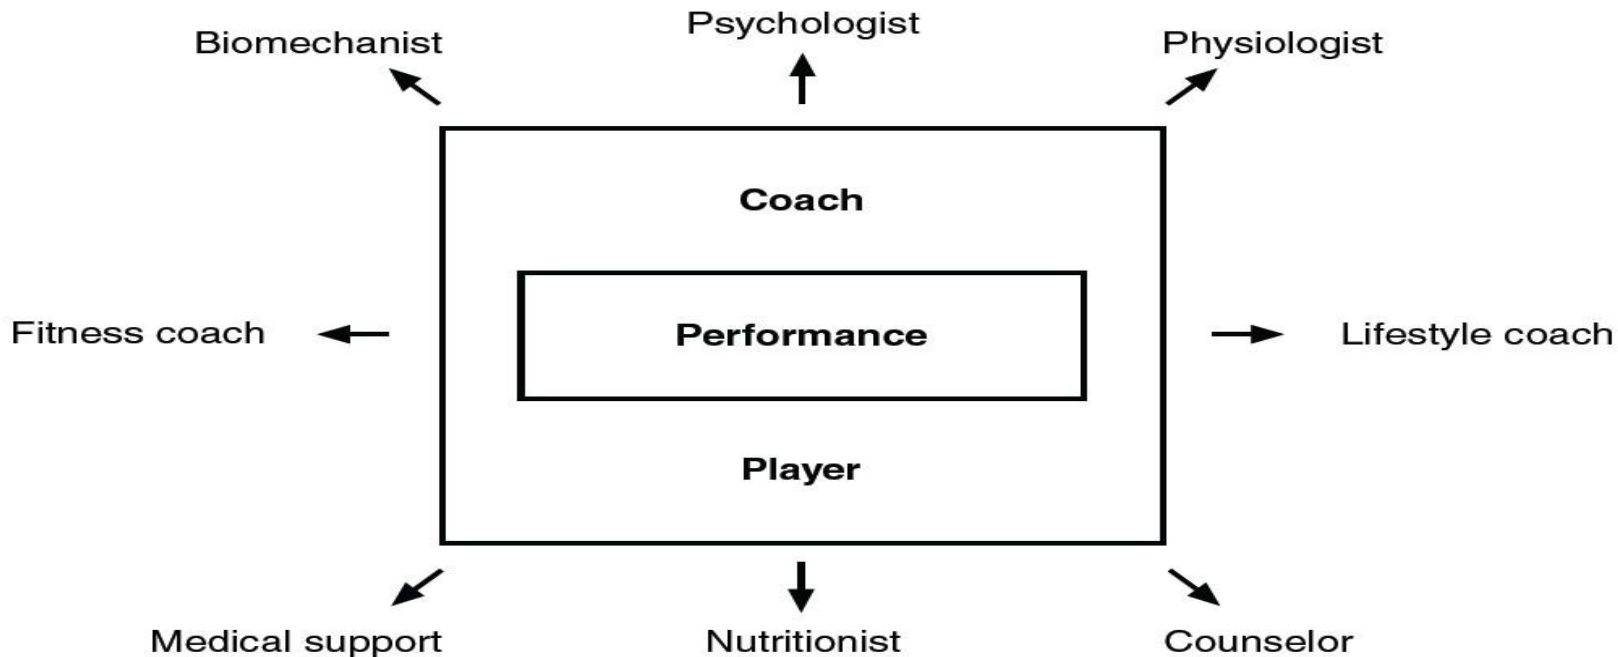 Psychologist
Biomechanist
Physiologist
Coach
Fitness coach
Performance
Lifestyle coach
Player
Medical support
Nutritionist
Counselor